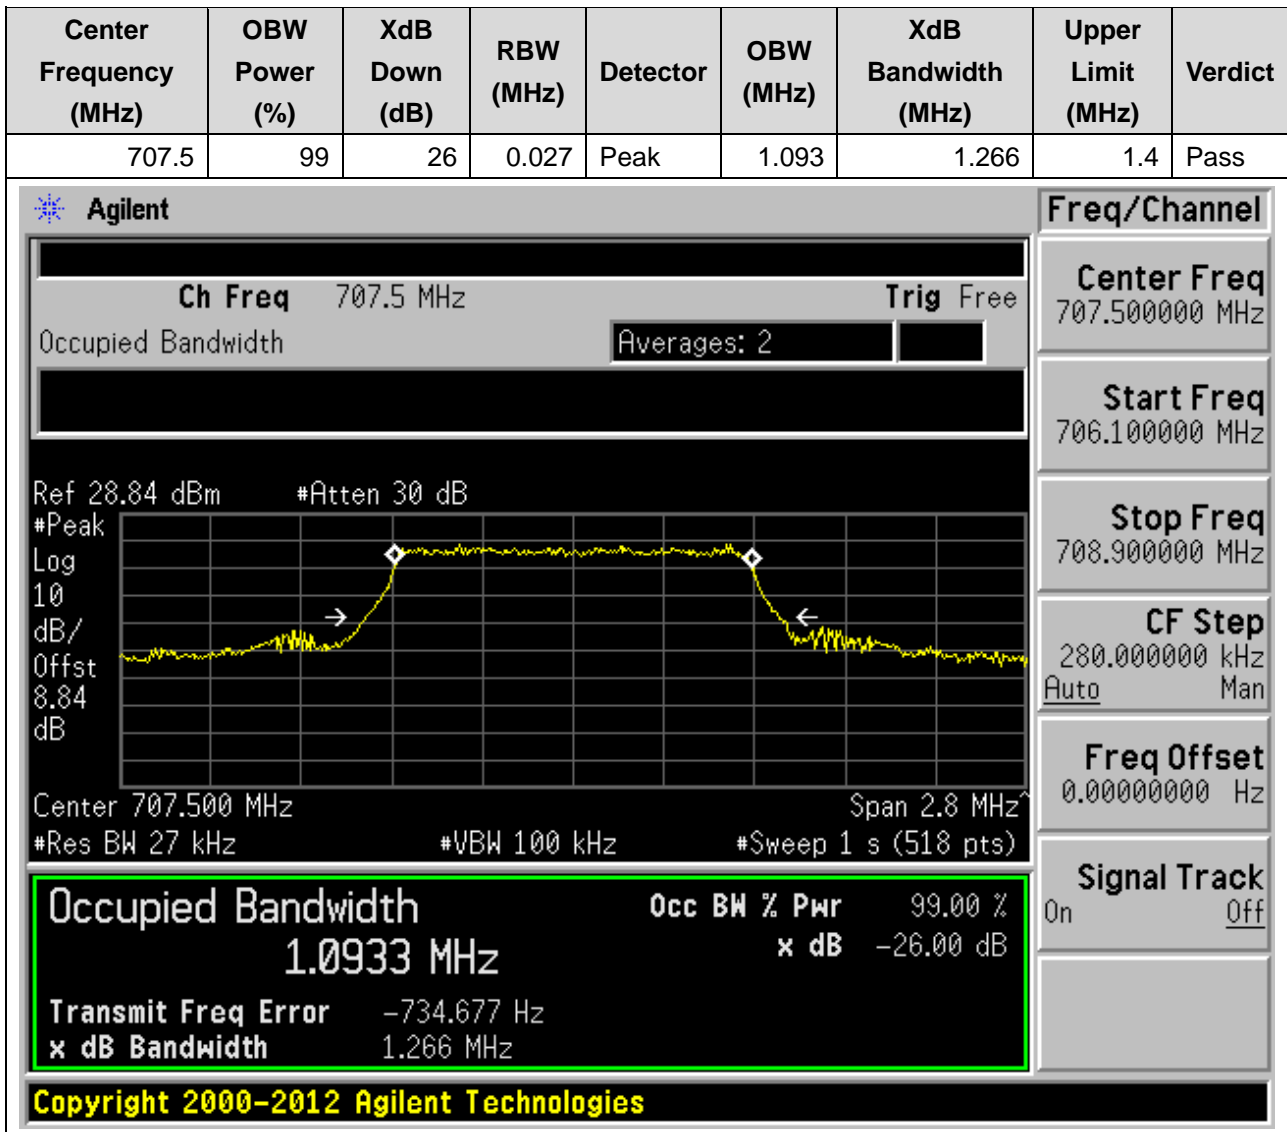 Center Frequency (MHz) OBW Power (%) XdB Down (dB) RBW (MHz) Detector OBW (MHz) XdB Bandwidth (MHz) Upper Limit (MHz) Verdict
707.5 99 26 0.027 Peak 1.093 1.266 1.4 Pass
Agilent
Freq/Channel
Ch Freq 707.5 MHz Trig Free
Occupied Bandwidth Averages: 2
Center Freq
707.500000 MHz
Start Freq
706.100000 MHz
Stop Freq
708.900000 MHz
CF Step
280.000000 kHz
Auto Man
Freq Offset
0.00000000 Hz
Signal Track
On Off
Ref 28.84 dBm #Atten 30 dB
#Peak
Log
10
dB/
Offst
8.84
dB
Center 707.500 MHz Span 2.8 MHz^
#Res BW 27 kHz #VBW 100 kHz #Sweep 1 s (518 pts)
Occupied Bandwidth Occ BW % Pwr 99.00 %
1.0933 MHz x dB -26.00 dB
Transmit Freq Error -734.677 Hz
x dB Bandwidth 1.266 MHz
Copyright 2000-2012 Agilent Technologies